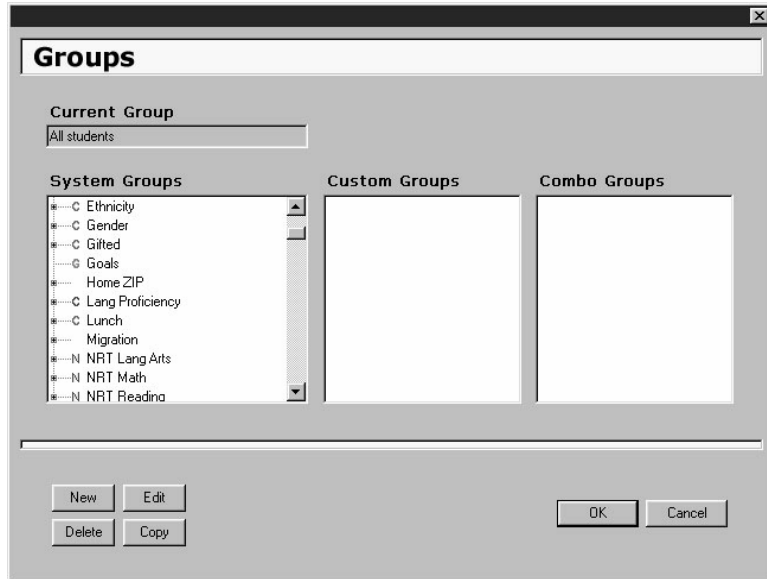 Groups
Current Group
All students
System Groups
C Ethnicity
C Gender
C Gifted
G Goals
Home ZIP
C Lang Proficiency
C Lunch
Migration
N NRT Lang Arts
N NRT Math
N NRT Reading
Custom Groups
Combo Groups
New
Edit
Delete
Copy
OK
Cancel